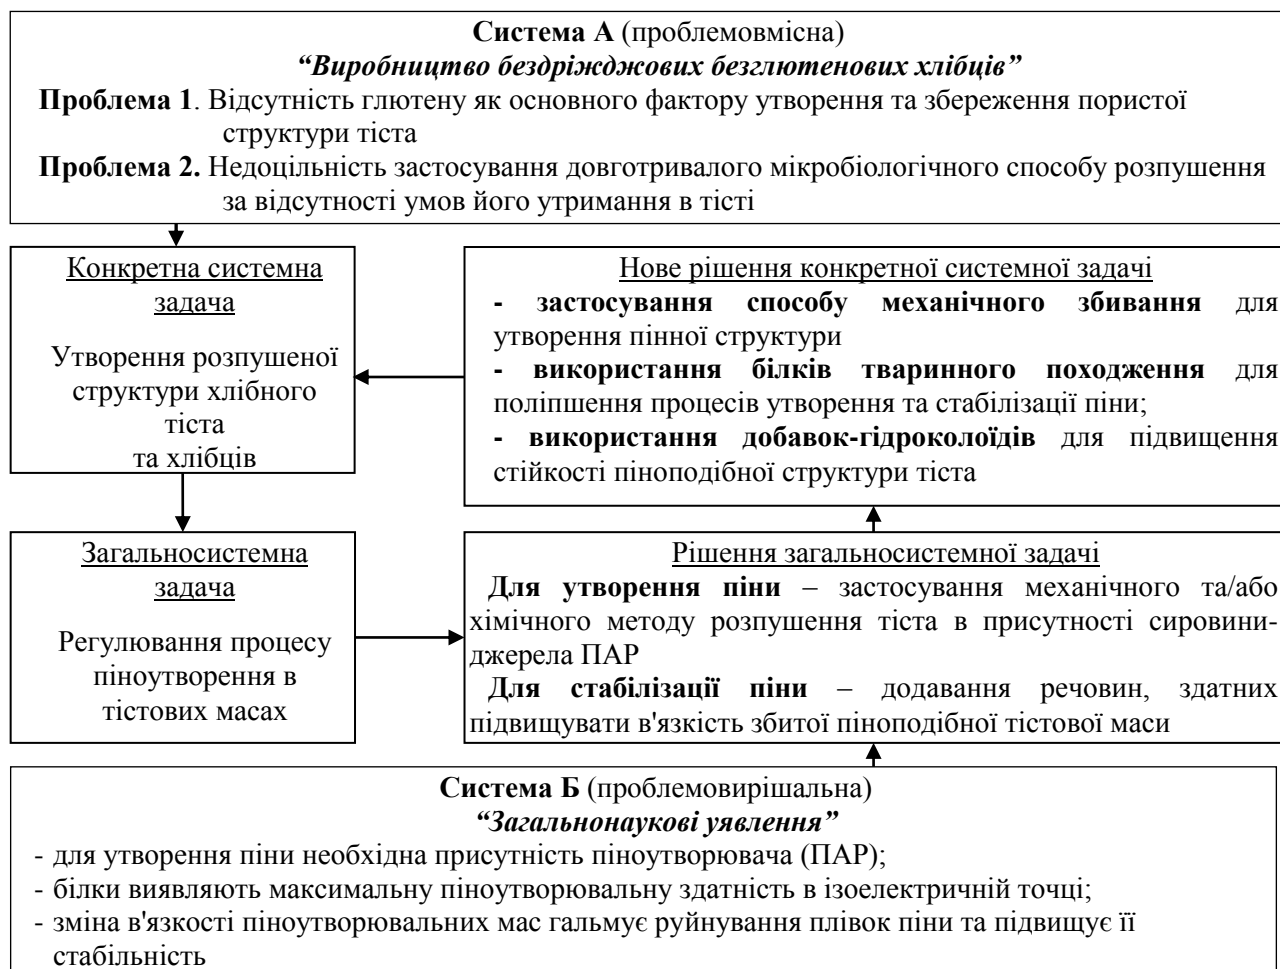 Система А (проблемовмісна)
“Виробництво бездріжджових безглютенових хлібців”
Проблема 1. Відсутність глютену як основного фактору утворення та збереження пористої
структури тіста
Проблема 2. Недоцільність застосування довготривалого мікробіологічного способу розпушення
за відсутності умов його утримання в тісті
Конкретна системна
задача
Утворення розпушеної
структури хлібного
тіста
та хлібців
Нове рішення конкретної системної задачі
- застосування способу механічного збивання для
утворення пінної структури
- використання білків тваринного походження для
поліпшення процесів утворення та стабілізації піни;
- використання добавок-гідроколоїдів для підвищення
стійкості піноподібної структури тіста
Загальносистемна
задача
Регулювання процесу
піноутворення в
тістових масах
Рішення загальносистемної задачі
Для утворення піни – застосування механічного та/або
хімічного методу розпушення тіста в присутності сировини-
джерела ПАР
Для стабілізації піни – додавання речовин, здатних
підвищувати в'язкість збитої піноподібної тістової маси
Система Б (проблемовирішальна)
“Загальнонаукові уявлення”
- для утворення піни необхідна присутність піноутворювача (ПАР);
- білки виявляють максимальну піноутворювальну здатність в ізоелектричній точці;
- зміна в'язкості піноутворювальних мас гальмує руйнування плівок піни та підвищує її
стабільність